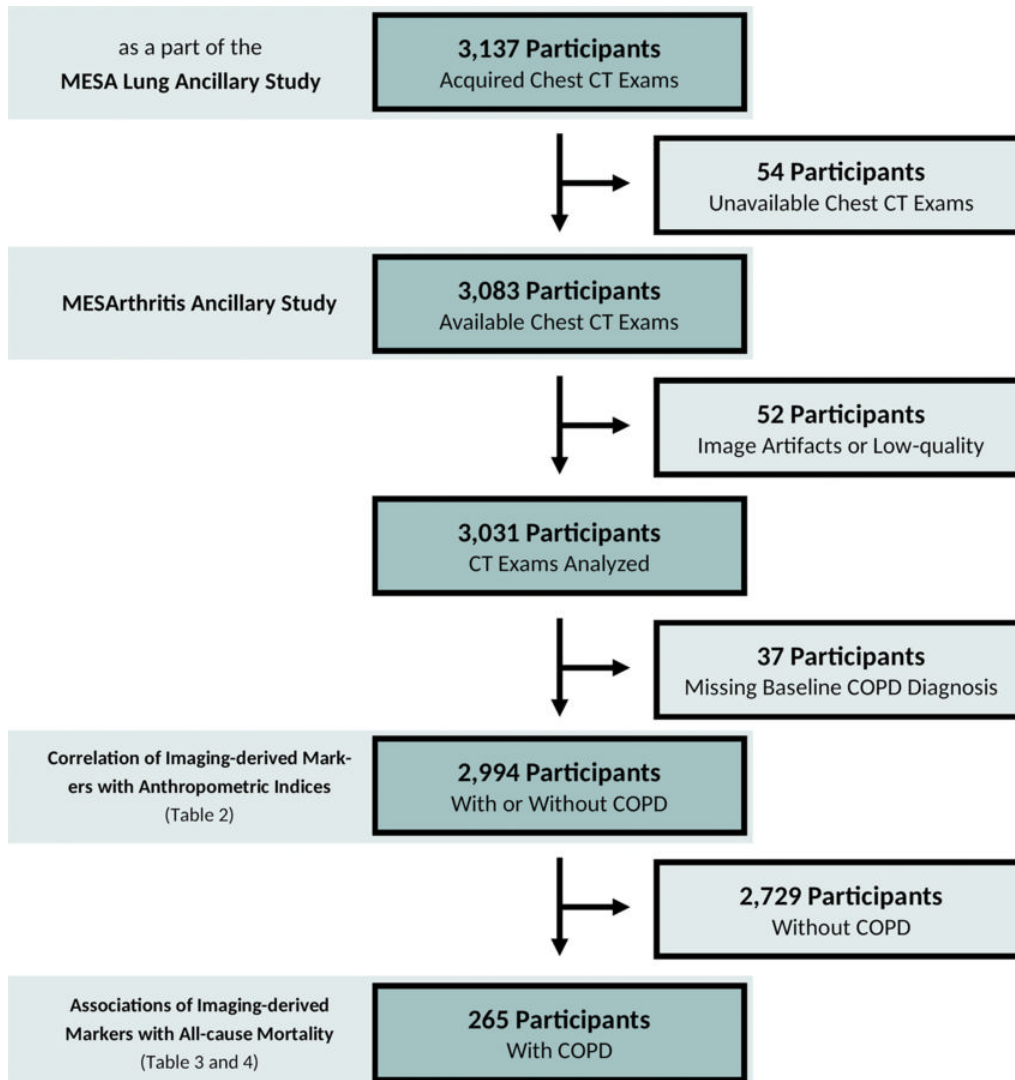 as a part of the
MESA Lung Ancillary Study
3,137 Participants
Acquired Chest CT Exams
54 Participants
Unavailable Chest CT Exams
MESArthritis Ancillary Study
3,083 Participants
Available Chest CT Exams
52 Participants
Image Artifacts or Low-quality
3,031 Participants
CT Exams Analyzed
37 Participants
Missing Baseline COPD Diagnosis
Correlation of Imaging-derived Mark-
ers with Anthropometric Indices
(Table 2)
2,994 Participants
With or Without COPD
2,729 Participants
Without COPD
Associations of Imaging-derived
Markers with All-cause Mortality
(Table 3 and 4)
265 Participants
With COPD